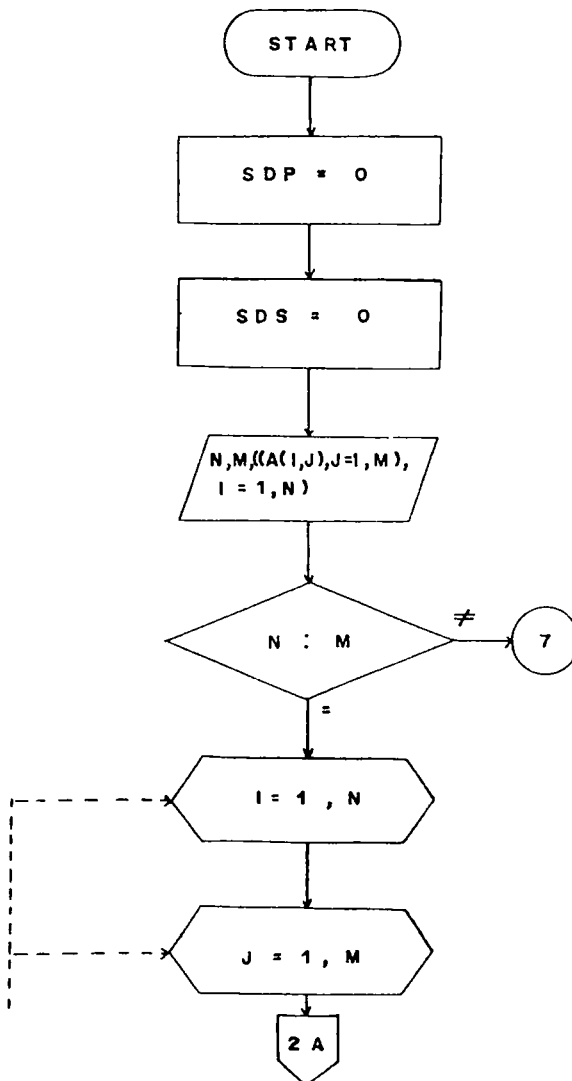 START
SDP = 0
SDS = 0
N,M,((A(I,J),J=1,M),
I = 1,N)
N : M
≠
7
=
I = 1 , N
J = 1 , M
2 A